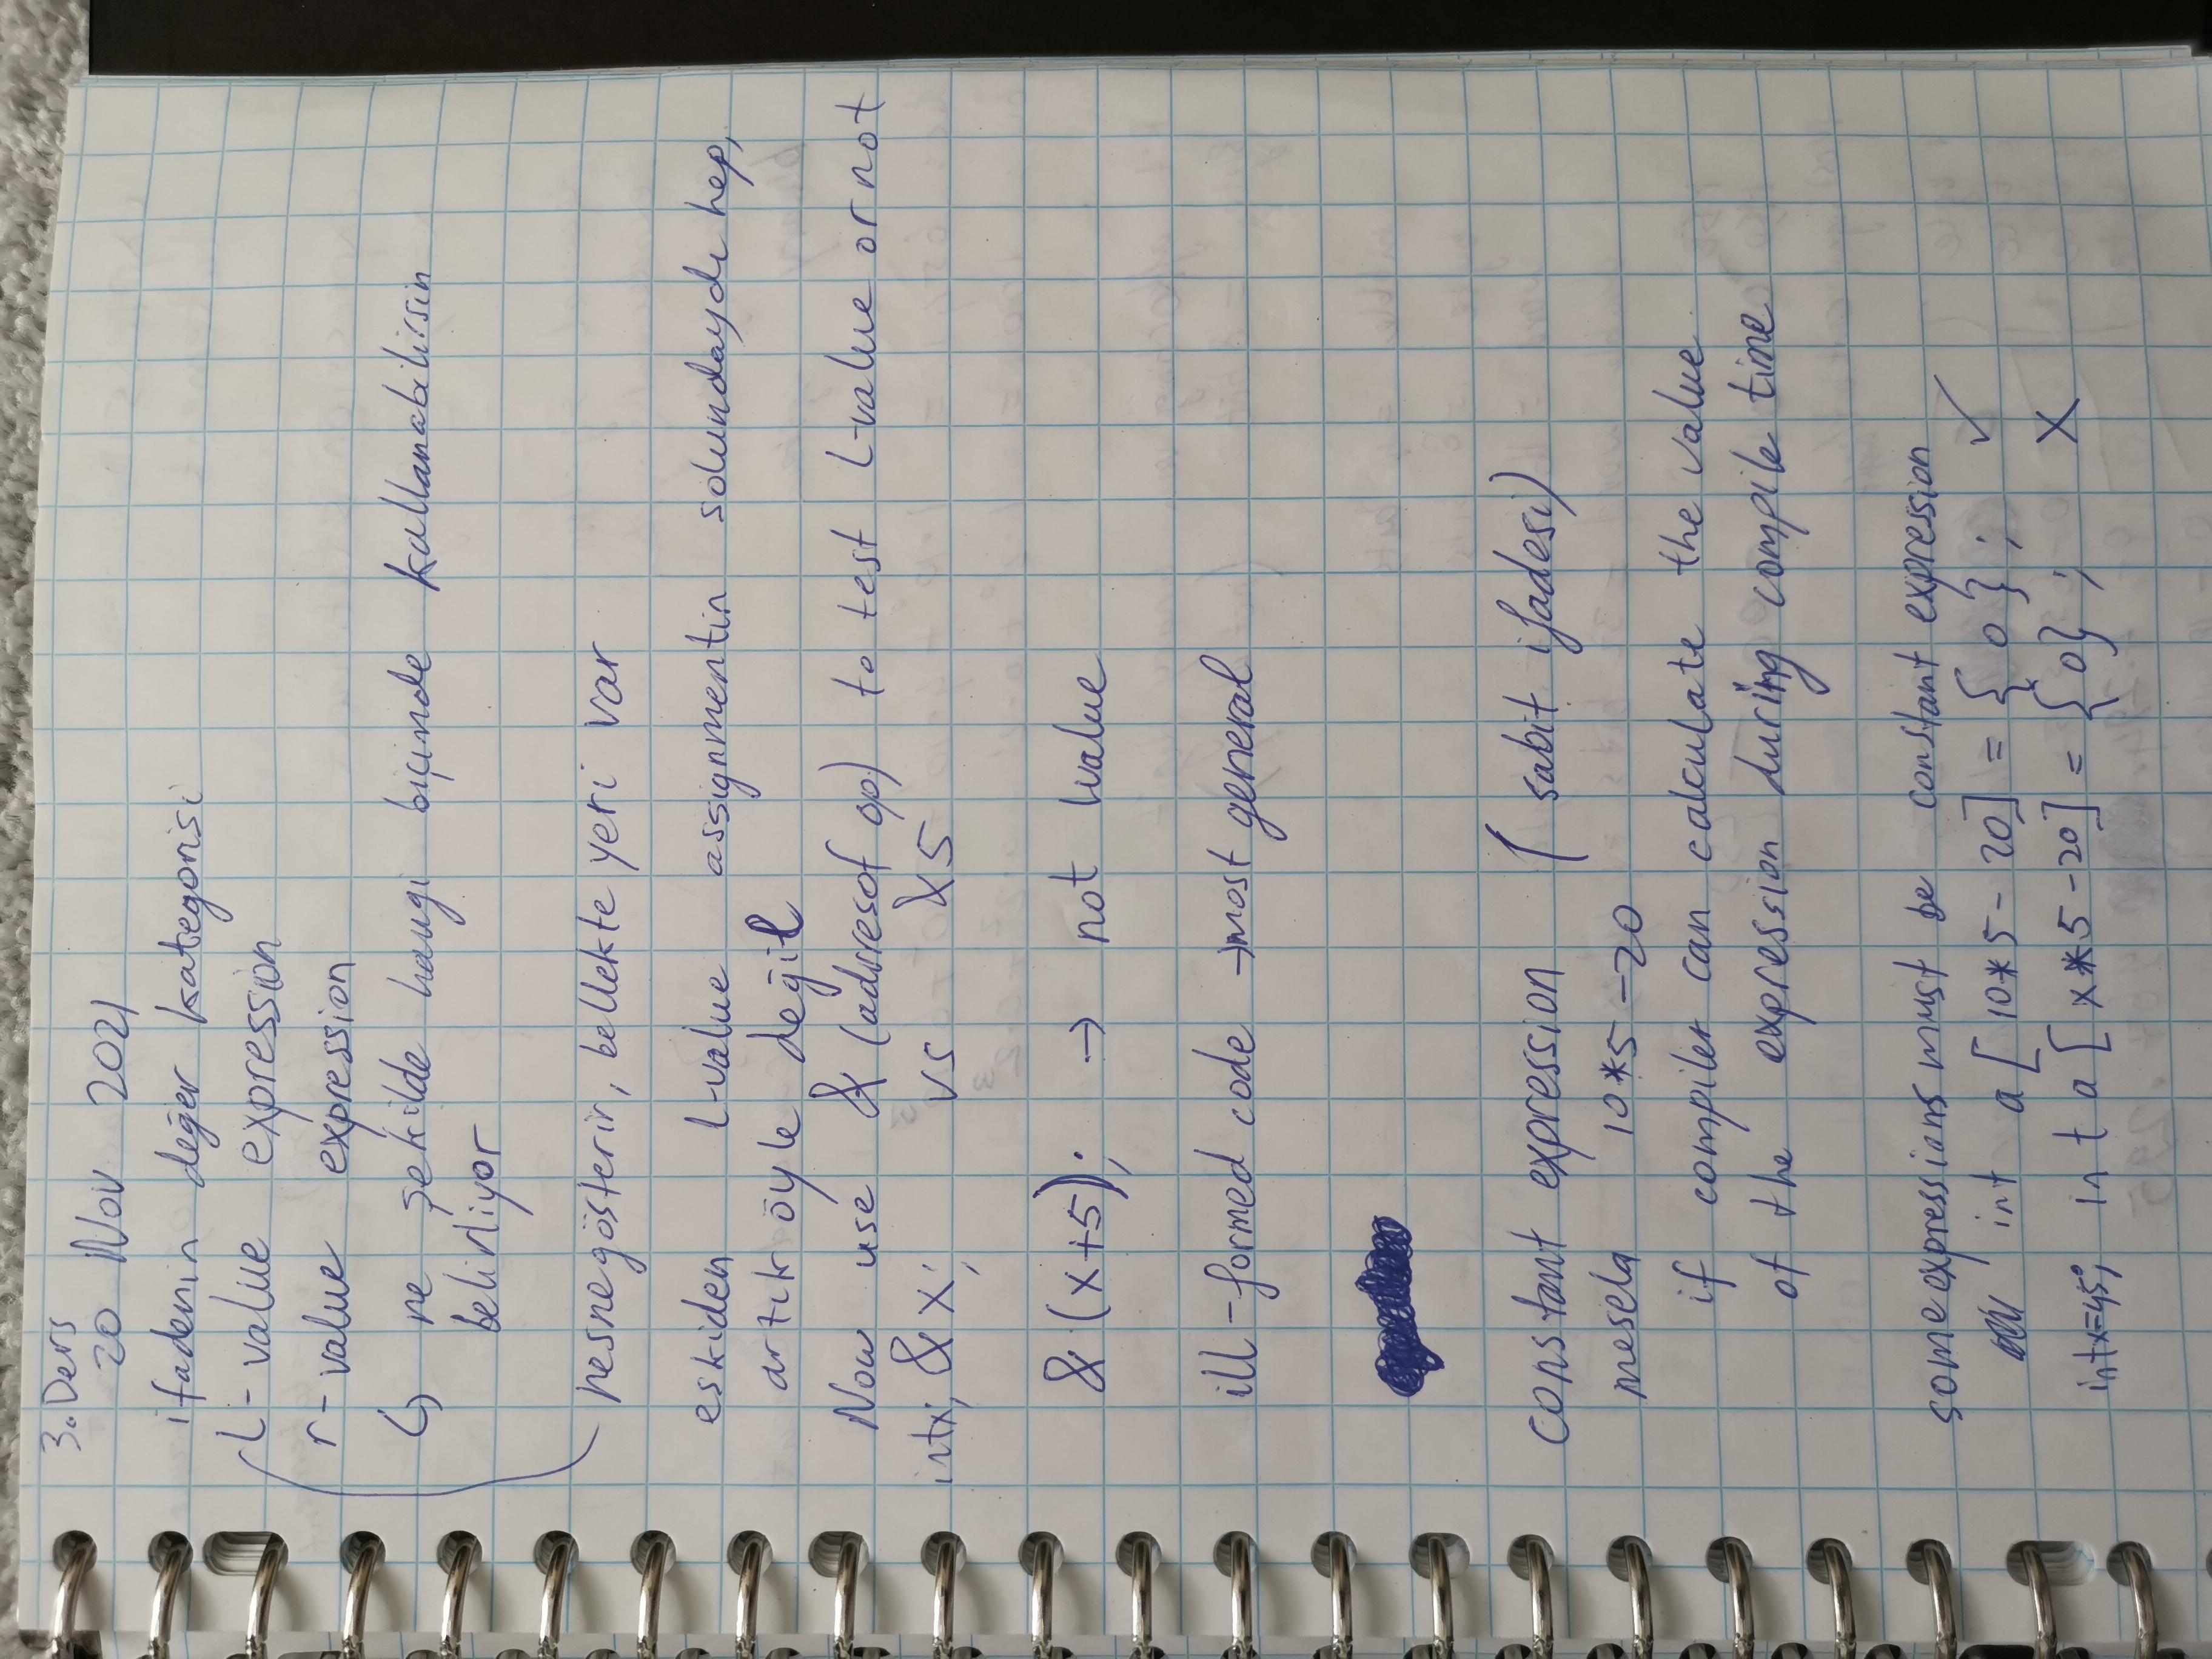 3. Ders
20 Nov 2021
ifadenin değer kategorisi
L-value expression
r-value expression
↳ ne şekilde hangi biçimde kullanabilirsin
belirliyor
nesne gösterir, bellekte yeri var
eskiden l-value assignmentin solundaydı hep,
artık öyle değil
Now use & (adresof op) to test L-value or not
int x; & x; vs &5
& (x+5); → not lvalue
ill-formed code → most general
constant expression ( sabit ifadesi)
mesela 10*5-20
if compiler can calculate the value
of the expression during compile time
some expressions must be constant expression
int a [ 10*5- 20] = { 0 } ; ✓
int x=45; int a [ x*5-20] = { 0} ; X